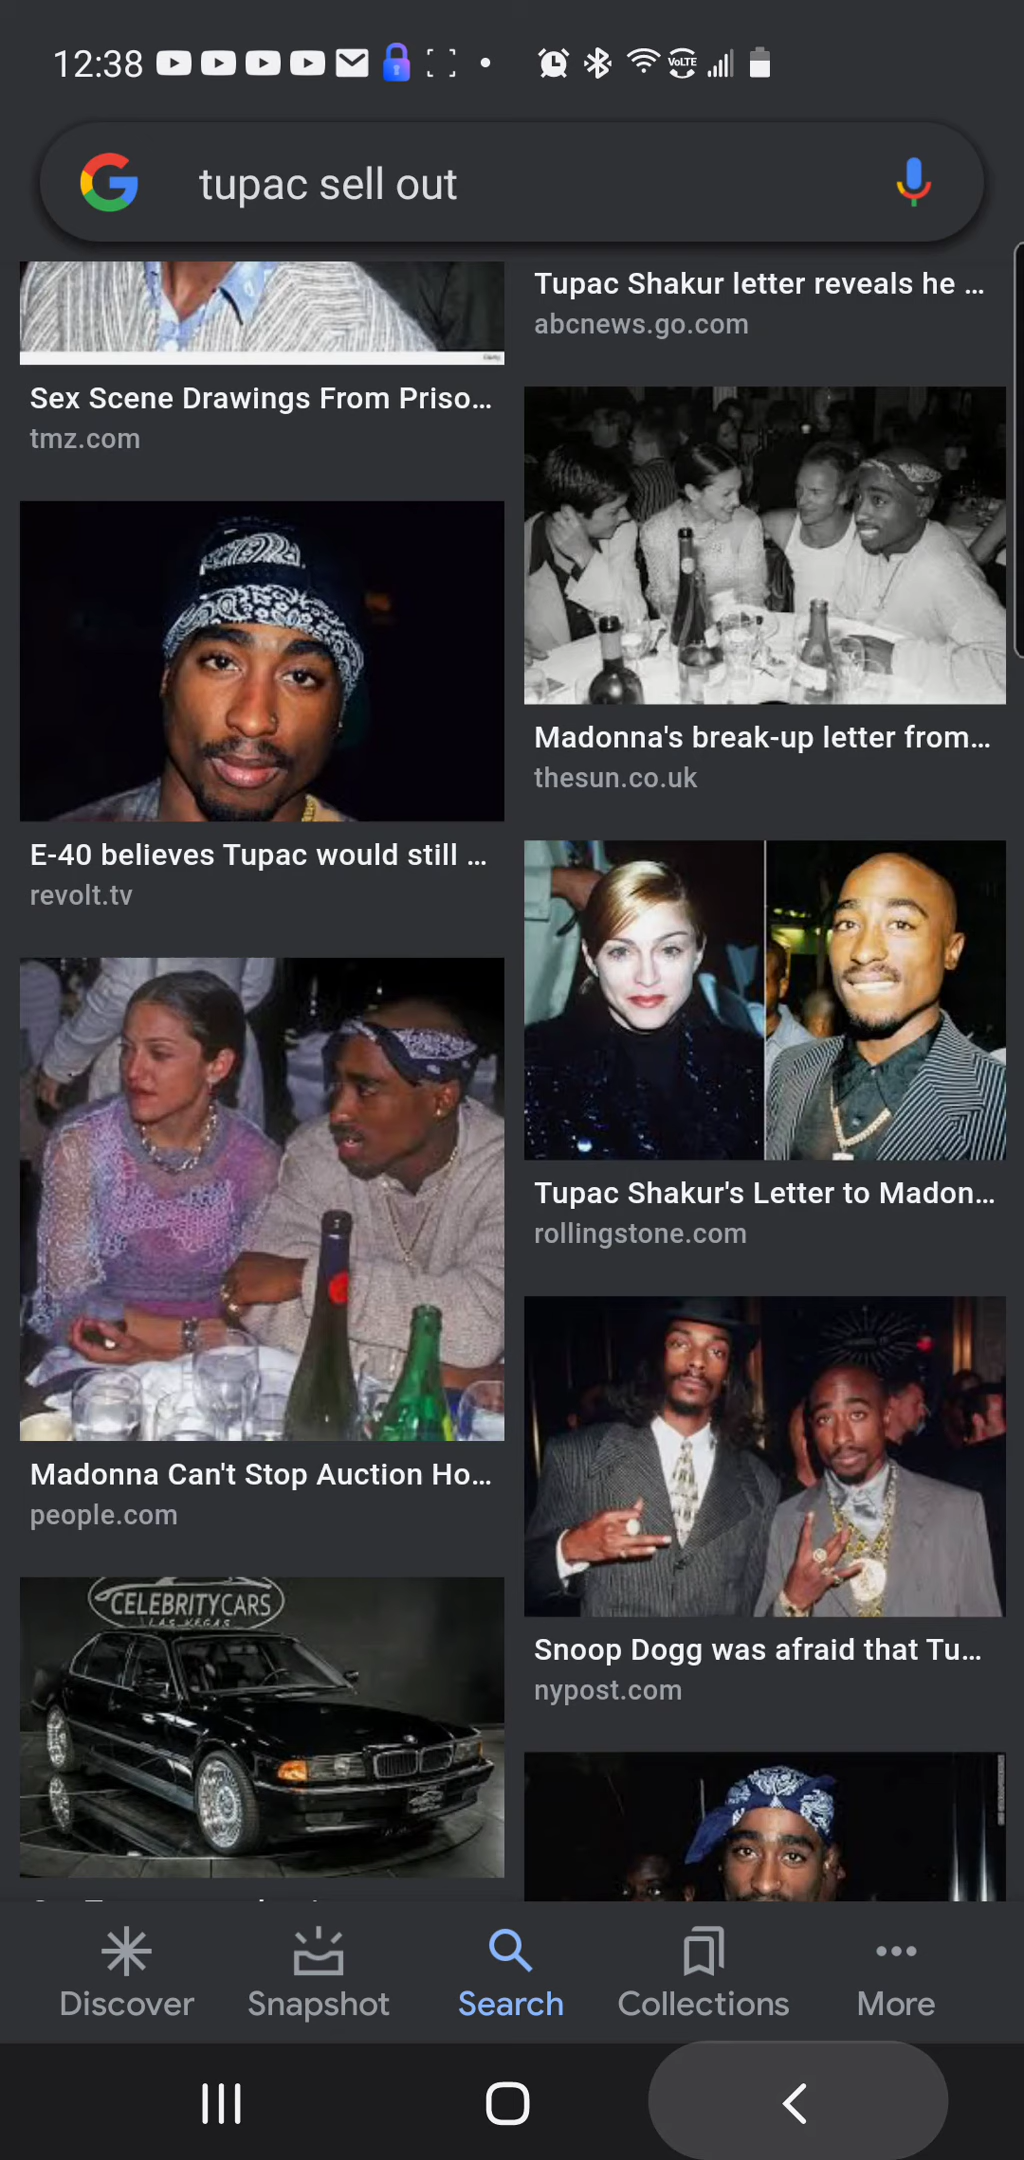 12:38
VoLTE
tupac sell out
Tupac Shakur letter reveals he ...
abcnews.go.com
Sex Scene Drawings From Priso...
tmz.com
Madonna's break-up letter from...
thesun.co.uk
E-40 believes Tupac would still ...
revolt.tv
Tupac Shakur's Letter to Madon...
rollingstone.com
Madonna Can't Stop Auction Ho...
people.com
CELEBRITYCARS
LAS VEGAS
Snoop Dogg was afraid that Tu...
nypost.com
Discover
Snapshot
Search
Collections
More